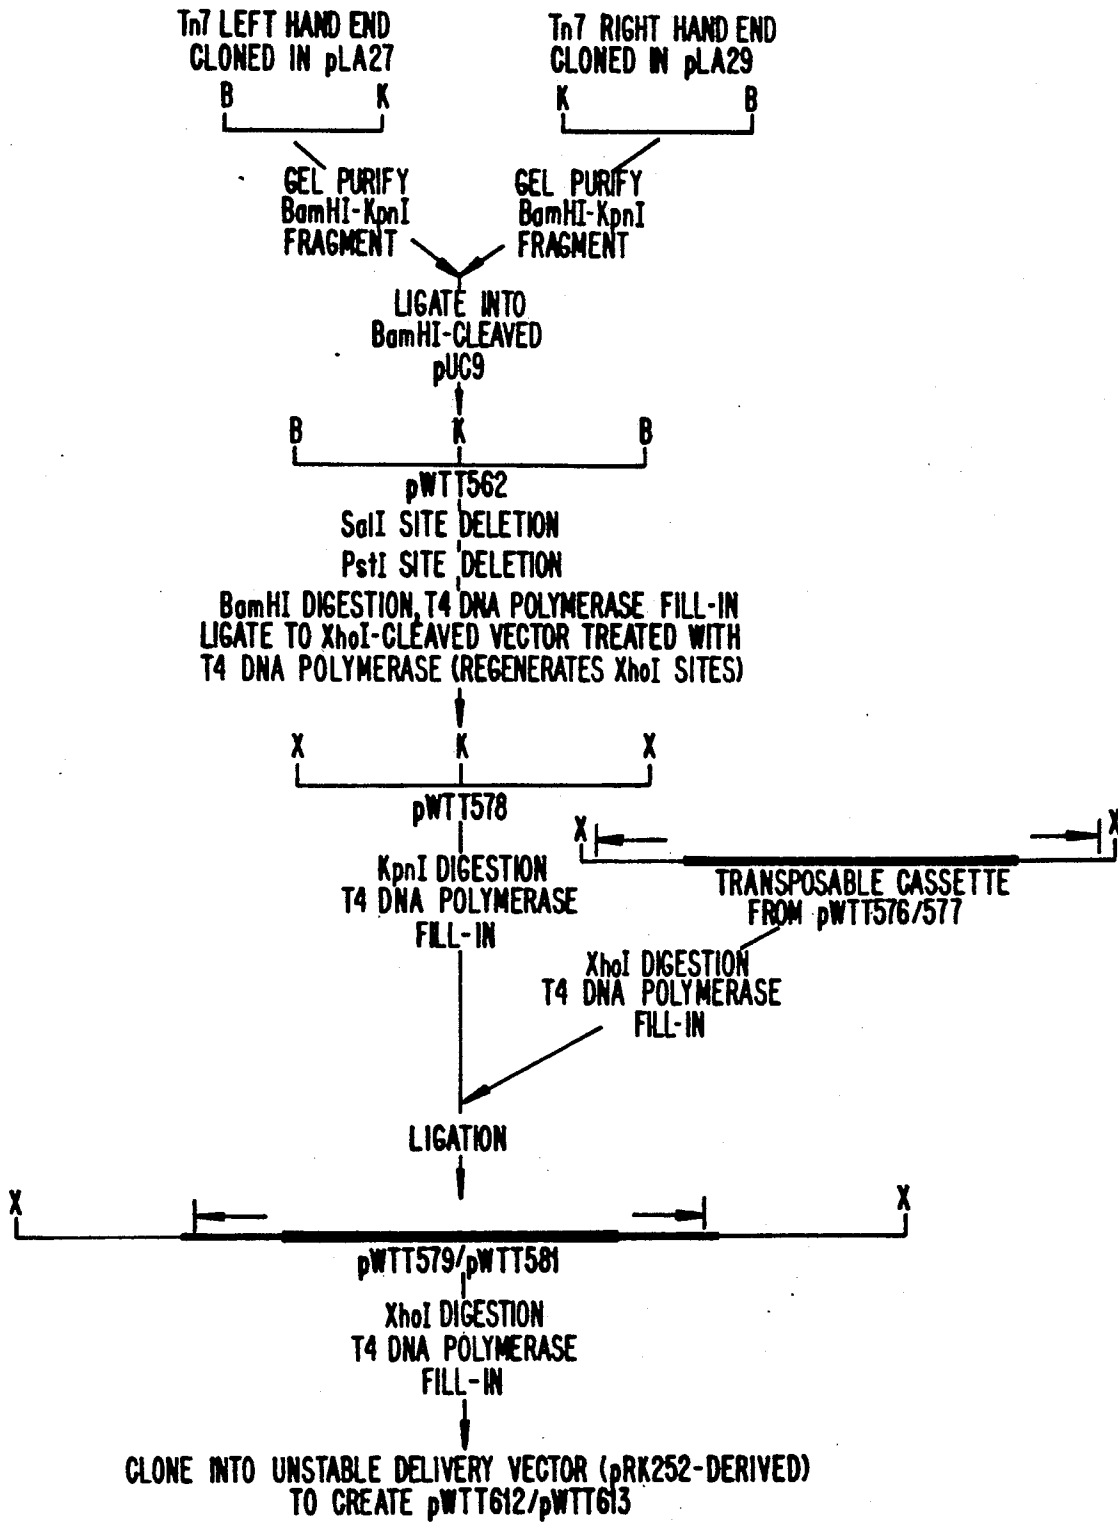 Tn7 LEFT HAND END
CLONED IN pLA27
B K
Tn7 RIGHT HAND END
CLONED IN pLA29
K B
GEL PURIFY
BamHI-KpnI
FRAGMENT
GEL PURIFY
BamHI-KpnI
FRAGMENT
LIGATE INTO
BamHI-CLEAVED
pUC9
B K B
pWTT562
SalI SITE DELETION
PstI SITE DELETION
BamHI DIGESTION, T4 DNA POLYMERASE FILL-IN
LIGATE TO XhoI-CLEAVED VECTOR TREATED WITH
T4 DNA POLYMERASE (REGENERATES XhoI SITES)
X K X
pWTT578
KpnI DIGESTION
T4 DNA POLYMERASE
FILL-IN
X X
TRANSPOSABLE CASSETTE
FROM pWTT576/577
XhoI DIGESTION
T4 DNA POLYMERASE
FILL-IN
LIGATION
X X
pWTT579/pWTT581
XhoI DIGESTION
T4 DNA POLYMERASE
FILL-IN
CLONE INTO UNSTABLE DELIVERY VECTOR (pRK252-DERIVED)
TO CREATE pWTT612/pWTT613